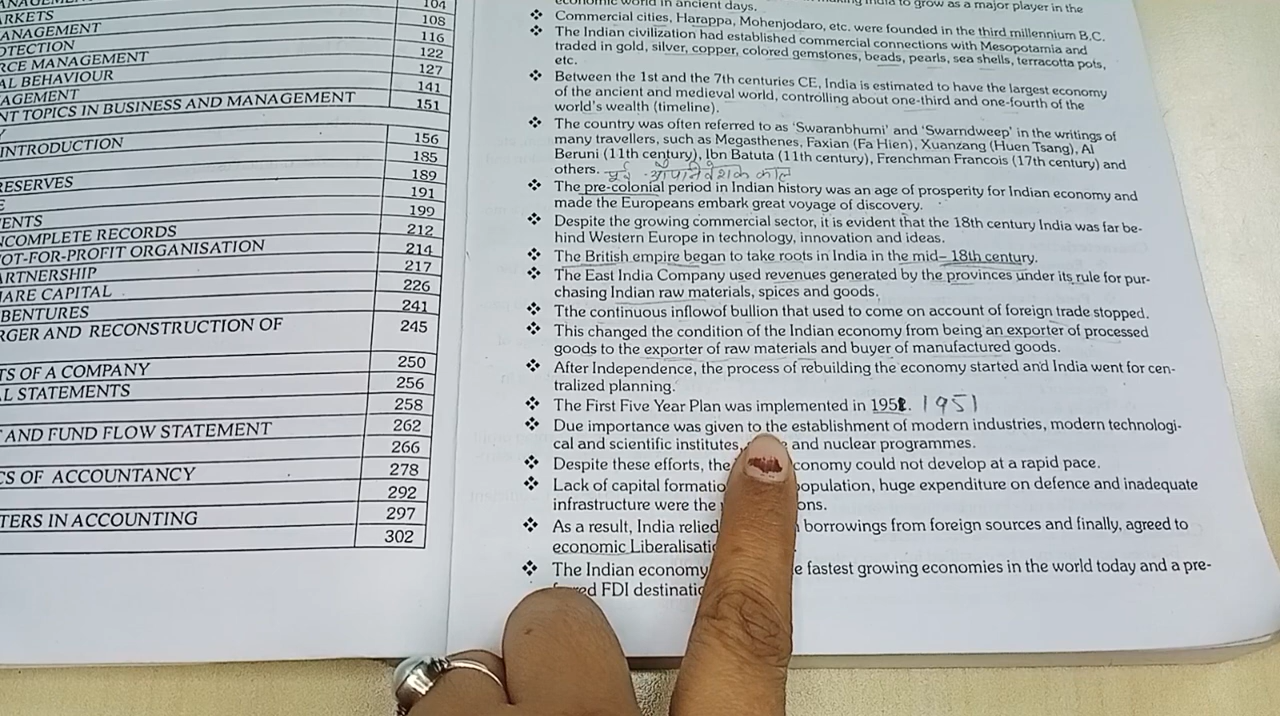 104
ARKETS 108
ANAGEMENT 116
OTECTION 122
RCE MANAGEMENT 127
AL BEHAVIOUR 141
AGEMENT 151
NT TOPICS IN BUSINESS AND MANAGEMENT
INTRODUCTION 156
185
189
RESERVES 191
199
ENTS 212
NCOMPLETE RECORDS 214
OT-FOR-PROFIT ORGANISATION 217
ARTNERSHIP 226
HARE CAPITAL 241
BENTURES 245
RGER AND RECONSTRUCTION OF
250
TS OF A COMPANY 256
L STATEMENTS 258
262
AND FUND FLOW STATEMENT 266
278
CS OF ACCOUNTANCY 292
297
TERS IN ACCOUNTING 302
India to grow as a major player in the
economic world in ancient days.
❖ Commercial cities, Harappa, Mohenjodaro, etc. were founded in the third millennium B.C.
❖ The Indian civilization had established commercial connections with Mesopotamia and
traded in gold, silver, copper, colored gemstones, beads, pearls, sea shells, terracotta pots,
etc.
❖ Between the 1st and the 7th centuries CE, India is estimated to have the largest economy
of the ancient and medieval world, controlling about one-third and one-fourth of the
world's wealth (timeline).
❖ The country was often referred to as 'Swaranbhumi' and 'Swarndweep' in the writings of
many travellers, such as Megasthenes, Faxian (Fa Hien), Xuanzang (Huen Tsang), Al
Beruni (11th century), Ibn Batuta (11th century), Frenchman Francois (17th century) and
others.
❖ The pre-colonial period in Indian history was an age of prosperity for Indian economy and
made the Europeans embark great voyage of discovery.
❖ Despite the growing commercial sector, it is evident that the 18th century India was far be-
hind Western Europe in technology, innovation and ideas.
❖ The British empire began to take roots in India in the mid– 18th century.
❖ The East India Company used revenues generated by the provinces under its rule for pur-
chasing Indian raw materials, spices and goods.
❖ Tthe continuous inflowof bullion that used to come on account of foreign trade stopped.
❖ This changed the condition of the Indian economy from being an exporter of processed
goods to the exporter of raw materials and buyer of manufactured goods.
❖ After Independence, the process of rebuilding the economy started and India went for cen-
tralized planning.
❖ The First Five Year Plan was implemented in 1952. 1951
❖ Due importance was given to the establishment of modern industries, modern technologi-
cal and scientific institutes, and nuclear programmes.
❖ Despite these efforts, the conomy could not develop at a rapid pace.
❖ Lack of capital formatio opulation, huge expenditure on defence and inadequate
infrastructure were the ons.
❖ As a result, India relied borrowings from foreign sources and finally, agreed to
economic Liberalisati
❖ The Indian economy e fastest growing economies in the world today and a pre-
red FDI destinatio